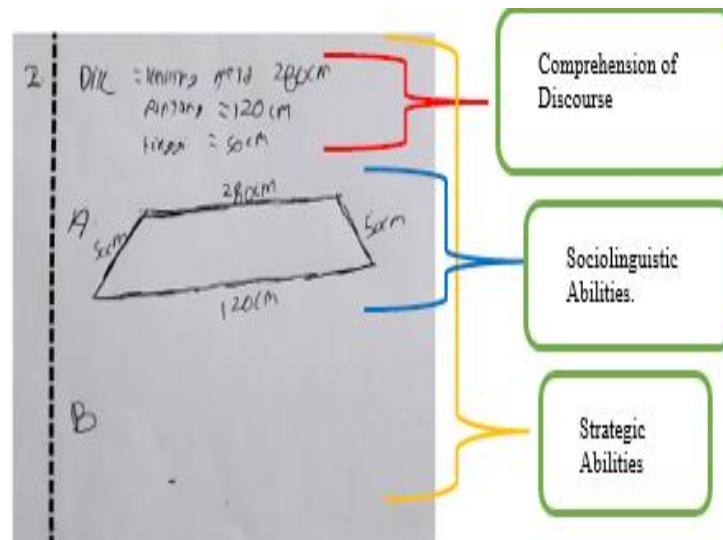 2 Dik = keliling meja 280cm
panjang = 120cm
tinggi = 50cm
A.
280cm
50cm
50cm
120cm
B
Comprehension of
Discourse
Sociolinguistic
Abilities.
Strategic
Abilities